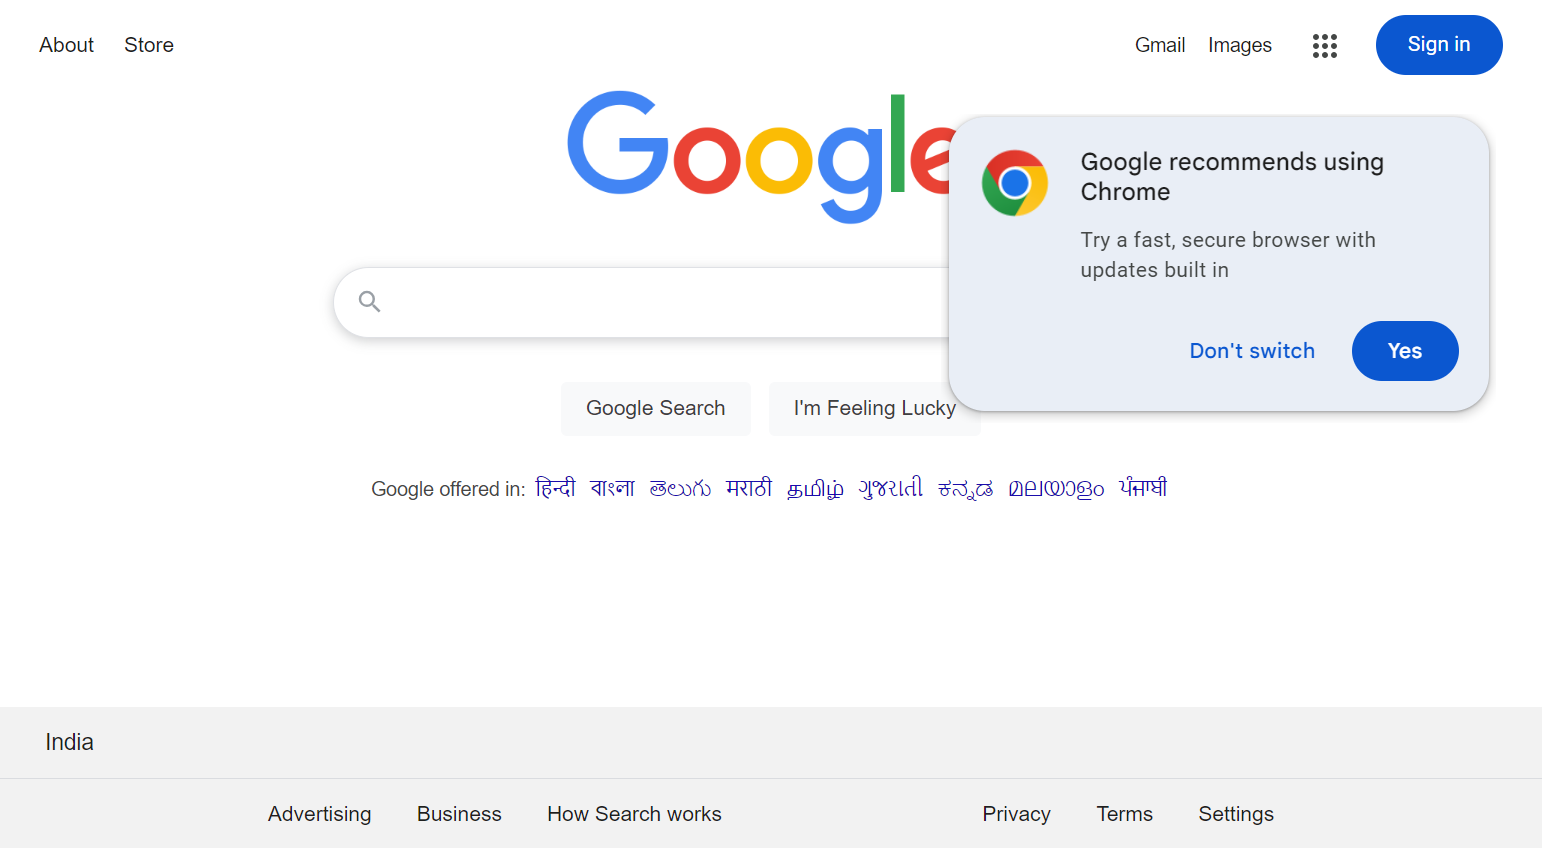 About Store Gmail Images Sign in
Google
Google recommends using
Chrome
Try a fast, secure browser with
updates built in
Don't switch Yes
Google Search I'm Feeling Lucky
Google offered in: हिन्दी বাংলা తెలుగు मराठी தமிழ் ગુજરાતી ಕನ್ನಡ മലയാളം ਪੰਜਾਬੀ
India
Advertising Business How Search works Privacy Terms Settings